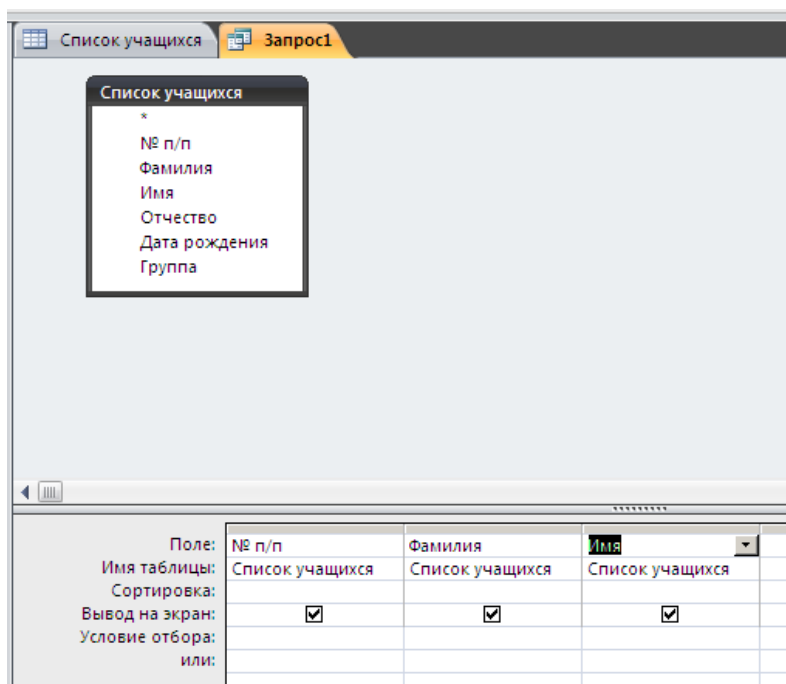 Список учащихся Запрос1
Список учащихся
*
№ п/п
Фамилия
Имя
Отчество
Дата рождения
Группа
Поле: № п/п Фамилия Имя
Имя таблицы: Список учащихся Список учащихся Список учащихся
Сортировка:
Вывод на экран:
Условие отбора:
или: